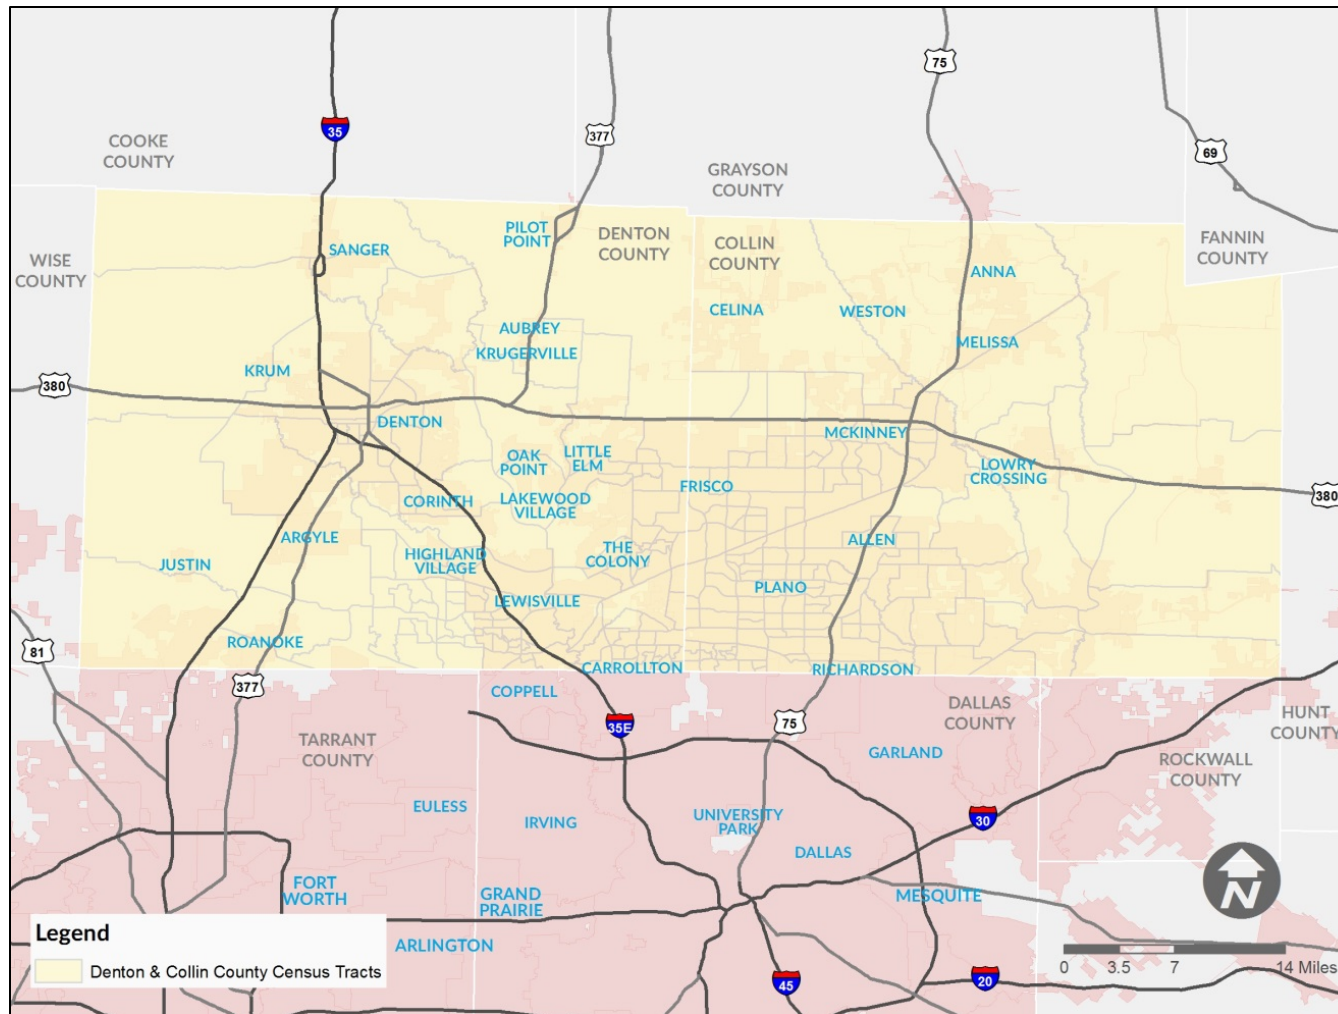 75
35
377
69
COOKE
COUNTY
GRAYSON
COUNTY
PILOT
POINT
DENTON
COUNTY
COLLIN
COUNTY
FANNIN
COUNTY
WISE
COUNTY
SANGER
ANNA
CELINA
WESTON
AUBREY
KRUGERVILLE
MELISSA
KRUM
380
DENTON
MCKINNEY
OAK
POINT
LITTLE
ELM
LOWRY
CROSSING
FRISCO
380
CORINTH
LAKEWOOD
VILLAGE
ARGYLE
ALLEN
HIGHLAND
VILLAGE
THE
COLONY
JUSTIN
PLANO
LEWISVILLE
ROANOKE
81
CARROLLTON
RICHARDSON
377
COPPELL
DALLAS
COUNTY
35E
75
HUNT
COUNTY
TARRANT
COUNTY
GARLAND
ROCKWALL
COUNTY
EULESS
IRVING
UNIVERSITY
PARK
30
DALLAS
FORT
WORTH
GRAND
PRAIRIE
MESQUITE
N
ARLINGTON
Legend
Denton & Collin County Census Tracts
0 3.5 7 14 Miles
45
20